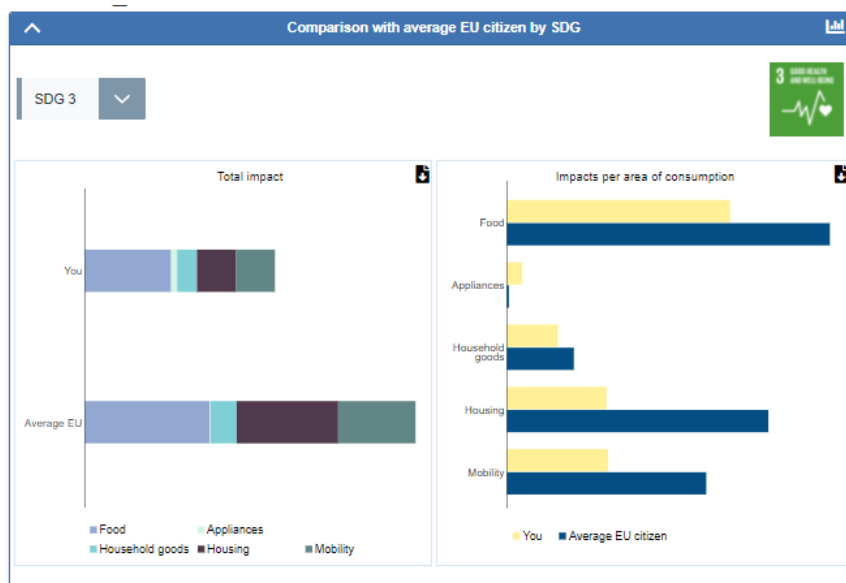 Comparison with average EU citizen by SDG
SDG 3
3 GOOD HEALTH
AND WELL-BEING
Total impact
You
Average EU
Food
Appliances
Household goods
Housing
Mobility
Impacts per area of consumption
Food
Appliances
Household
goods
Housing
Mobility
You
Average EU citizen